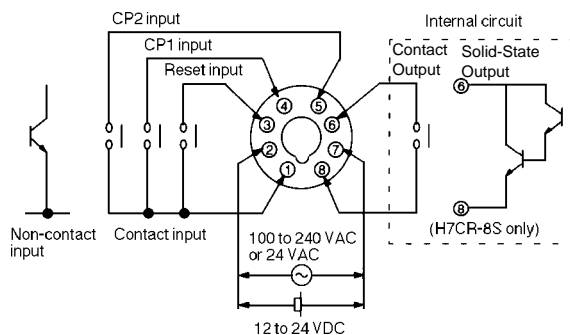 CP2 input
Internal circuit
CP1 input
Contact Output
Solid-State Output
Reset input
4
5
6
3
6
2
7
1
8
8
(H7CR-8S only)
Non-contact input
Contact input
100 to 240 VAC
or 24 VAC
12 to 24 VDC